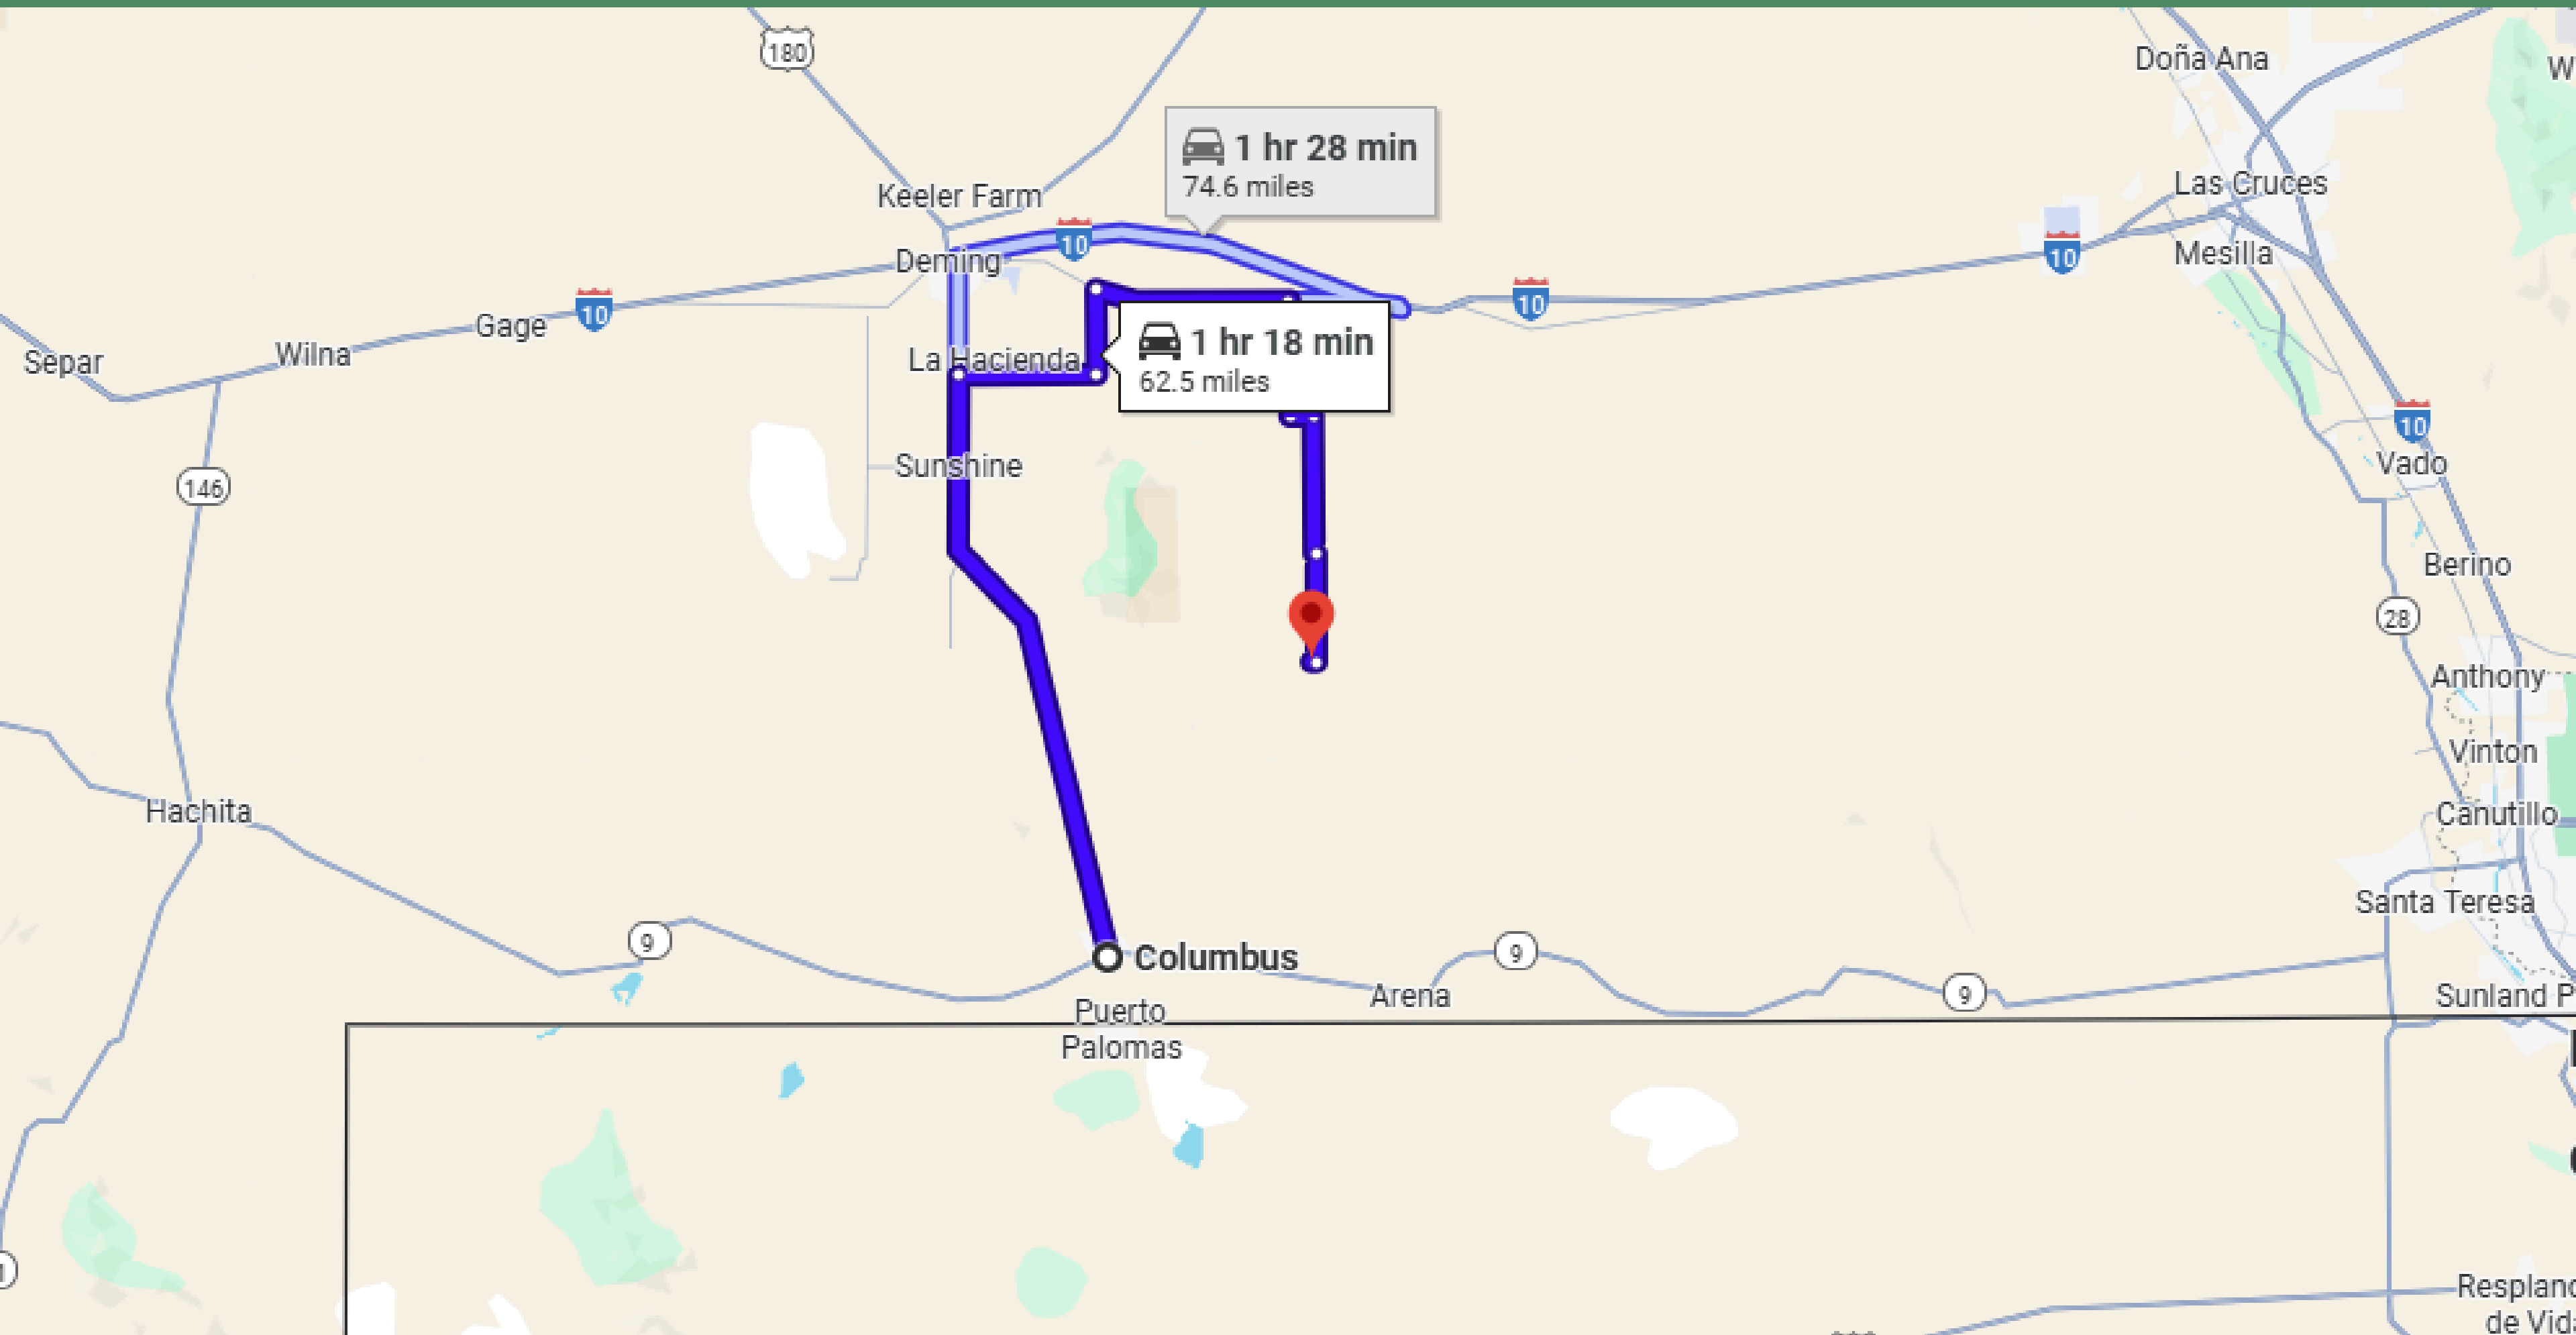 180
Doña Ana
W
1 hr 28 min
74.6 miles
Keeler Farm
Las Cruces
10
Deming
10
Mesilla
10
10
Gage
1 hr 18 min
Wilna
La Hacienda
Separ
62.5 miles
10
Sunshine
Vado
146
Berino
28
Anthony
Vinton
Hachita
Canutillo
Santa Teresa
9
Columbus
9
Arena
9
Sunland P
Puerto
Palomas
Resplan
de Vid